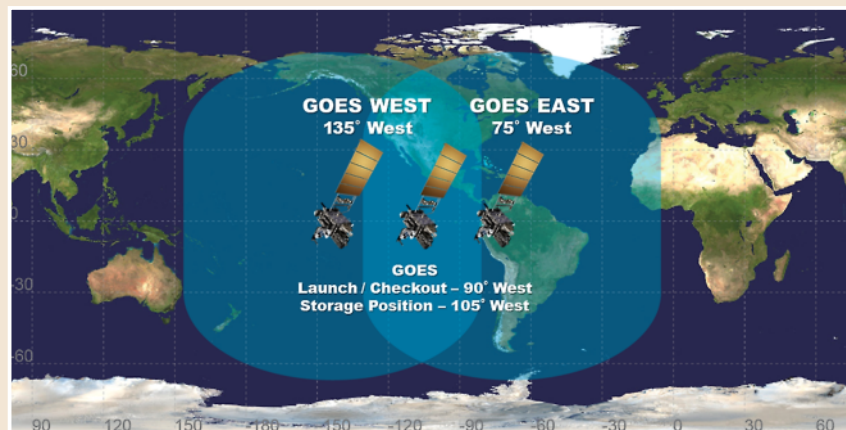 60
GOES WEST
135° West
GOES EAST
75° West
30
0
GOES
Launch / Checkout – 90° West
Storage Position – 105° West
-30
-60
90 120 150 -180 -150 -120 -90 -60 -30 0 30 60